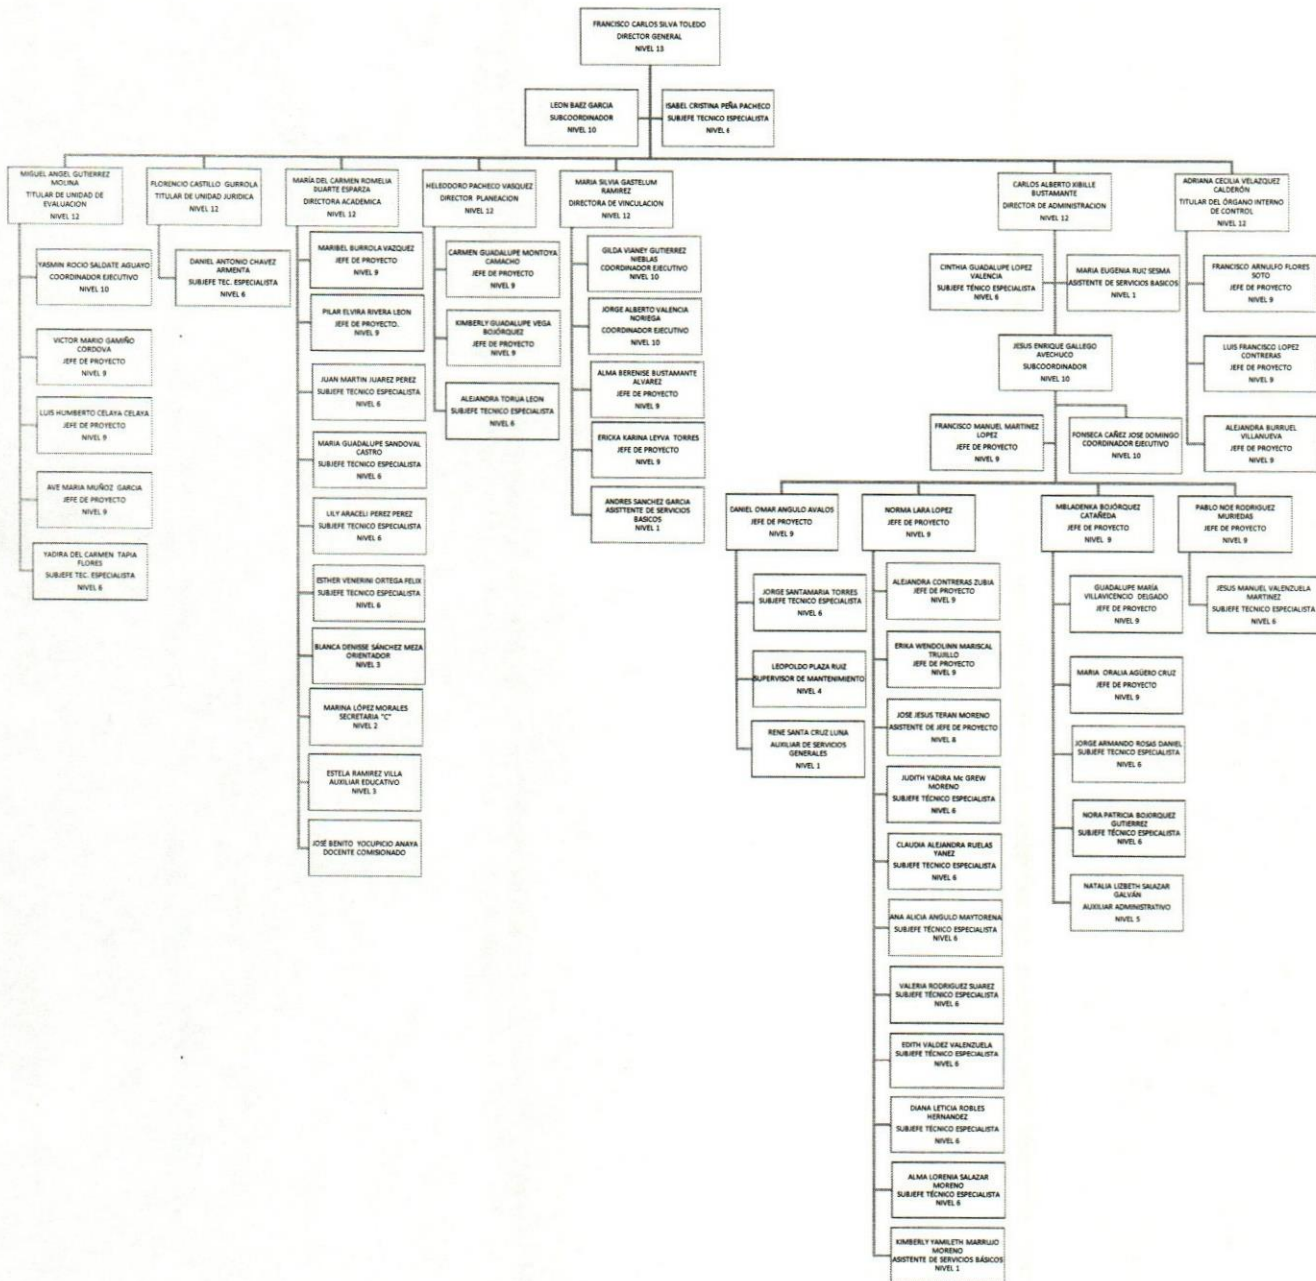 FRANCISCO CARLOS SILVA TOLEDO
DIRECTOR GENERAL
NIVEL 13
LEON BAEZ GARCIA
SUBCOORDINADOR
NIVEL 10
ISABEL CRISTINA PEÑA PACHECO
SUBJEFE TECNICO ESPECIALISTA
NIVEL 6
MIGUEL ANGEL GUTIERREZ
MOLINA
TITULAR DE UNIDAD DE
EVALUACION
NIVEL 12
FLORENCIO CASTILLO GURROLA
TITULAR DE UNIDAD JURIDICA
NIVEL 12
MARÍA DEL CARMEN ROMELIA
DUARTE ESPARZA
DIRECTORA ACADEMICA
NIVEL 12
HELEODORO PACHECO VASQUEZ
DIRECTOR PLANEACION
NIVEL 12
MARIA SILVIA GASTELUM
RAMIREZ
DIRECTORA DE VINCULACION
NIVEL 12
CARLOS ALBERTO XIBILLE
BUSTAMANTE
DIRECTOR DE ADMINISTRACION
NIVEL 12
ADRIANA CECILIA VELAZQUEZ
CALDERÓN
TITULAR DEL ÓRGANO INTERNO
DE CONTROL
NIVEL 12
YASMIN ROCIO SALDATE AGUAYO
COORDINADOR EJECUTIVO
NIVEL 10
VICTOR MARIO GAMIÑO
CORDOVA
JEFE DE PROYECTO
NIVEL 9
LUIS HUMBERTO CELAYA CELAYA
JEFE DE PROYECTO
NIVEL 9
AVE MARIA MUÑOZ GARCIA
JEFE DE PROYECTO
NIVEL 9
YADIRA DEL CARMEN TAPIA
FLORES
SUBJEFE TEC. ESPECIALISTA
NIVEL 6
DANIEL ANTONIO CHAVEZ
ARMENTA
SUBJEFE TEC. ESPECIALISTA
NIVEL 6
MARIBEL BURROLA VAZQUEZ
JEFE DE PROYECTO
NIVEL 9
PILAR ELVIRA RIVERA LEON
JEFE DE PROYECTO.
NIVEL 9
JUAN MARTIN JUAREZ PEREZ
SUBJEFE TECNICO ESPECIALISTA
NIVEL 6
MARIA GUADALUPE SANDOVAL
CASTRO
SUBJEFE TECNICO ESPECIALISTA
NIVEL 6
LILY ARACELI PEREZ PEREZ
SUBJEFE TECNICO ESPECIALISTA
NIVEL 6
ESTHER VENERINI ORTEGA FELIX
SUBJEFE TECNICO ESPECIALISTA
NIVEL 6
BLANCA DENISSE SÁNCHEZ MEZA
ORIENTADOR
NIVEL 3
MARINA LÓPEZ MORALES
SECRETARIA "C"
NIVEL 2
ESTELA RAMIREZ VILLA
AUXILIAR EDUCATIVO
NIVEL 3
JOSÉ BENITO YOCUPICIO ANAYA
DOCENTE COMISIONADO
CARMEN GUADALUPE MONTOYA
CAMACHO
JEFE DE PROYECTO
NIVEL 9
KIMBERLY GUADALUPE VEGA
BOJÓRQUEZ
JEFE DE PROYECTO
NIVEL 9
ALEJANDRA TORUA LEON
SUBJEFE TECNICO ESPECIALISTA
NIVEL 6
GILDA VIANEY GUTIERREZ
NIEBLAS
COORDINADOR EJECUTIVO
NIVEL 10
JORGE ALBERTO VALENCIA
NORIEGA
COORDINADOR EJECUTIVO
NIVEL 10
ALMA BERENISE BUSTAMANTE
ALVAREZ
JEFE DE PROYECTO
NIVEL 9
ERICKA KARINA LEYVA TORRES
JEFE DE PROYECTO
NIVEL 9
ANDRES SANCHEZ GARCIA
ASISTTENTE DE SERVICIOS
BASICOS
NIVEL 1
CINTHIA GUADALUPE LOPEZ
VALENCIA
SUBJEFE TÉNICO ESPECIALISTA
NIVEL 6
MARIA EUGENIA RUIZ SESMA
ASISTENTE DE SERVICIOS BASICOS
NIVEL 1
JESUS ENRIQUE GALLEGO
AVECHUCO
SUBCOORDINADOR
NIVEL 10
FRANCISCO MANUEL MARTINEZ
LOPEZ
JEFE DE PROYECTO
NIVEL 9
FONSECA CAÑEZ JOSE DOMINGO
COORDINADOR EJECUTIVO
NIVEL 10
FRANCISCO ARNULFO FLORES
SOTO
JEFE DE PROYECTO
NIVEL 9
LUIS FRANCISCO LOPEZ
CONTRERAS
JEFE DE PROYECTO
NIVEL 9
ALEJANDRA BURRUEL
VILLANUEVA
JEFE DE PROYECTO
NIVEL 9
DANIEL OMAR ANGULO AVALOS
JEFE DE PROYECTO
NIVEL 9
NORMA LARA LOPEZ
JEFE DE PROYECTO
NIVEL 9
MBLADENKA BOJÓRQUEZ
CATAÑEDA
JEFE DE PROYECTO
NIVEL 9
PABLO NOE RODRIGUEZ
MURIEDAS
JEFE DE PROYECTO
NIVEL 9
JORGE SANTAMARIA TORRES
SUBJEFE TECNICO ESPECIALISTA
NIVEL 6
LEOPOLDO PLAZA RUIZ
SUPERVISOR DE MANTENIMIENTO
NIVEL 4
RENE SANTA CRUZ LUNA
AUXILIAR DE SERVICIOS
GENERALES
NIVEL 1
ALEJANDRA CONTRERAS ZUBIA
JEFE DE PROYECTO
NIVEL 9
ERIKA WENDOLINN MARISCAL
TRUJILLO
JEFE DE PROYECTO
NIVEL 9
JOSE JESUS TERAN MORENO
ASISTENTE DE JEFE DE PROYECTO
NIVEL 8
JUDITH YADIRA Mc GREW
MORENO
SUBJEFE TÉCNICO ESPECIALISTA
NIVEL 6
CLAUDIA ALEJANDRA RUELAS
YANEZ
SUBJEFE TECNICO ESPECIALISTA
NIVEL 6
ANA ALICIA ANGULO MAYTORENA
SUBJEFE TÉCNICO ESPECIALISTA
NIVEL 6
VALERIA RODRIGUEZ SUAREZ
SUBJEFE TÉCNICO ESPECIALISTA
NIVEL 6
EDITH VALDEZ VALENZUELA
SUBJEFE TÉCNICO ESPECIALISTA
NIVEL 6
DIANA LETICIA ROBLES
HERNANDEZ
SUBJEFE TÉCNICO ESPECIALISTA
NIVEL 6
ALMA LORENIA SALAZAR
MORENO
SUBJEFE TÉCNICO ESPECIALISTA
NIVEL 6
KIMBERLY YAMILETH MARRUJO
MORENO
ASISTENTE DE SERVICIOS BÁSICOS
NIVEL 1
GUADALUPE MARÍA
VILLAVICENCIO DELGADO
JEFE DE PROYECTO
NIVEL 9
MARIA ORALIA AGÜERO CRUZ
JEFE DE PROYECTO
NIVEL 9
JORGE ARMANDO ROSAS DANIEL
SUBJEFE TECNICO ESPECIALISTA
NIVEL 6
NORA PATRICIA BOJORQUEZ
GUTIERREZ
SUBJEFE TÉCNICO ESPEICALISTA
NIVEL 6
NATALIA LIZBETH SALAZAR
GALVÁN
AUXILIAR ADMINISTRATIVO
NIVEL 5
JESUS MANUEL VALENZUELA
MARTINEZ
SUBJEFE TECNICO ESPECIALISTA
NIVEL 6